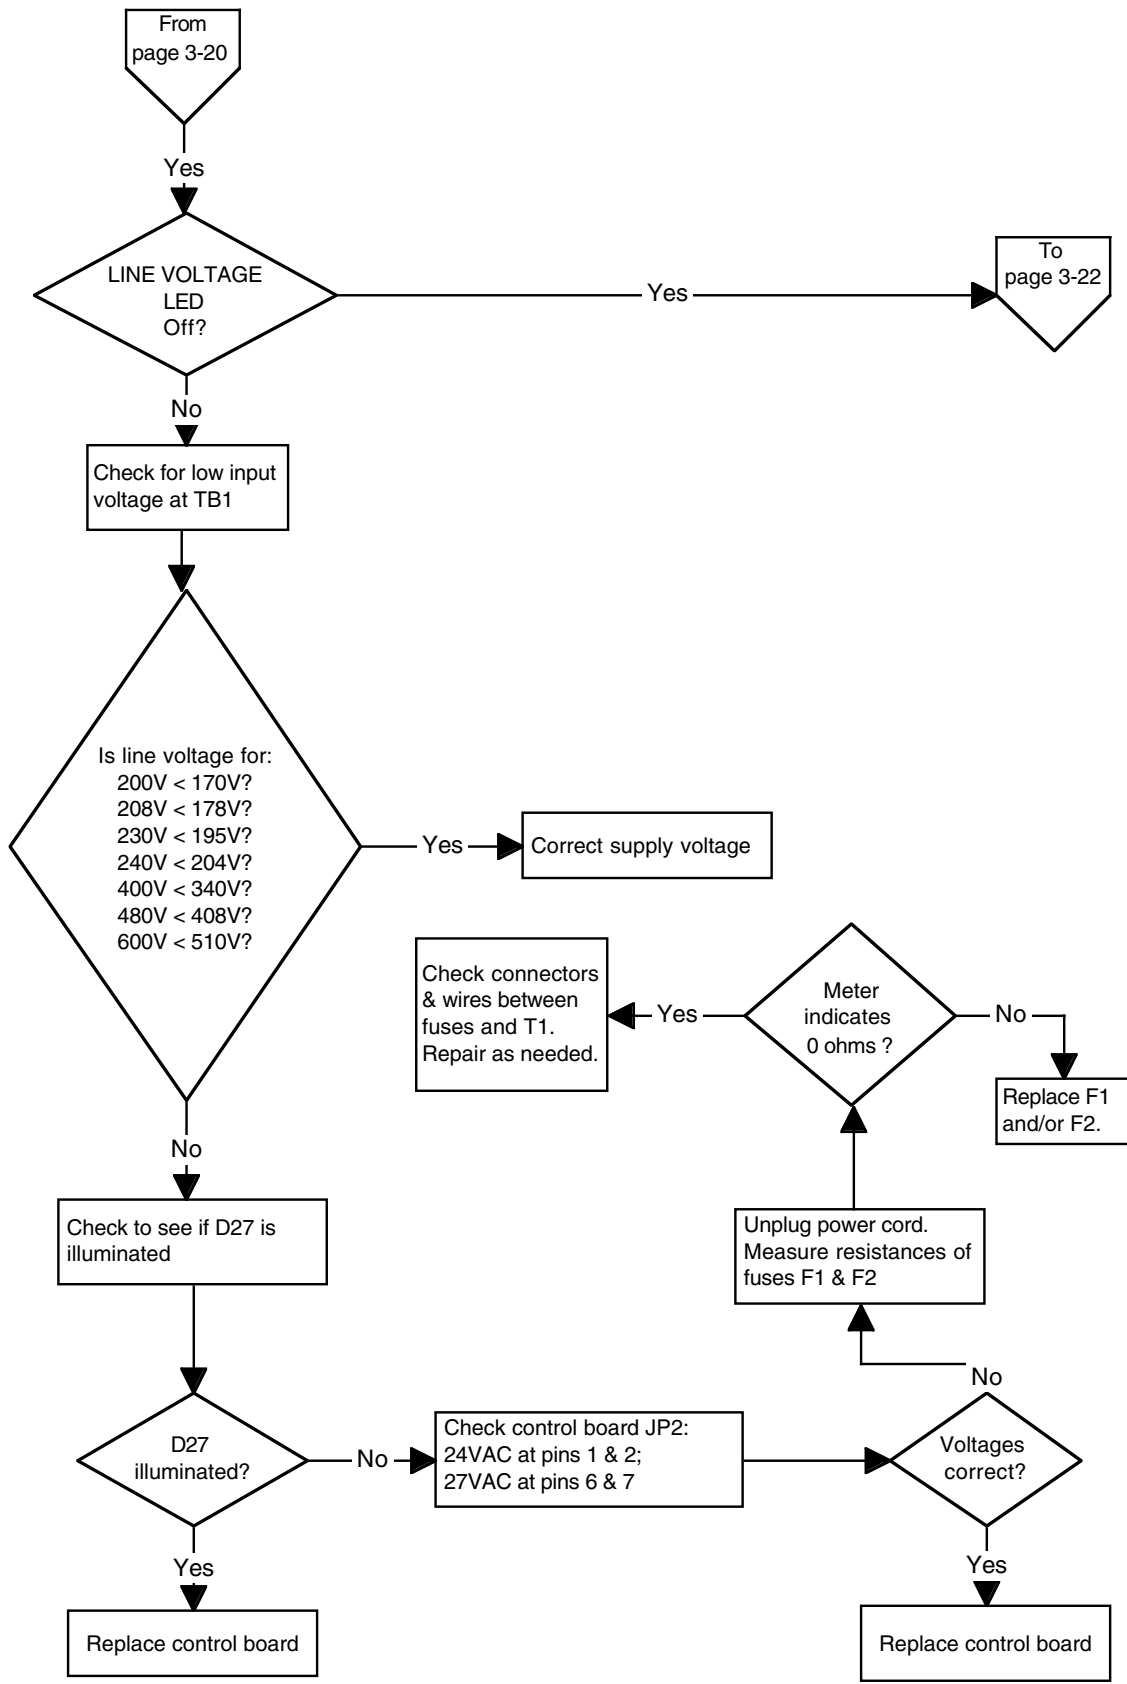 From
page 3-20
Yes
LINE VOLTAGE
LED
Off?
Yes
To
page 3-22
No
Check for low input
voltage at TB1
Is line voltage for:
200V < 170V?
208V < 178V?
230V < 195V?
240V < 204V?
400V < 340V?
480V < 408V?
600V < 510V?
Yes
Correct supply voltage
Check connectors
& wires between
fuses and T1.
Repair as needed.
Yes
Meter
indicates
0 ohms ?
No
Replace F1
and/or F2.
No
Check to see if D27 is
illuminated
Unplug power cord.
Measure resistances of
fuses F1 & F2
No
D27
illuminated?
No
Check control board JP2:
24VAC at pins 1 & 2;
27VAC at pins 6 & 7
Voltages
correct?
Yes
Replace control board
Yes
Replace control board